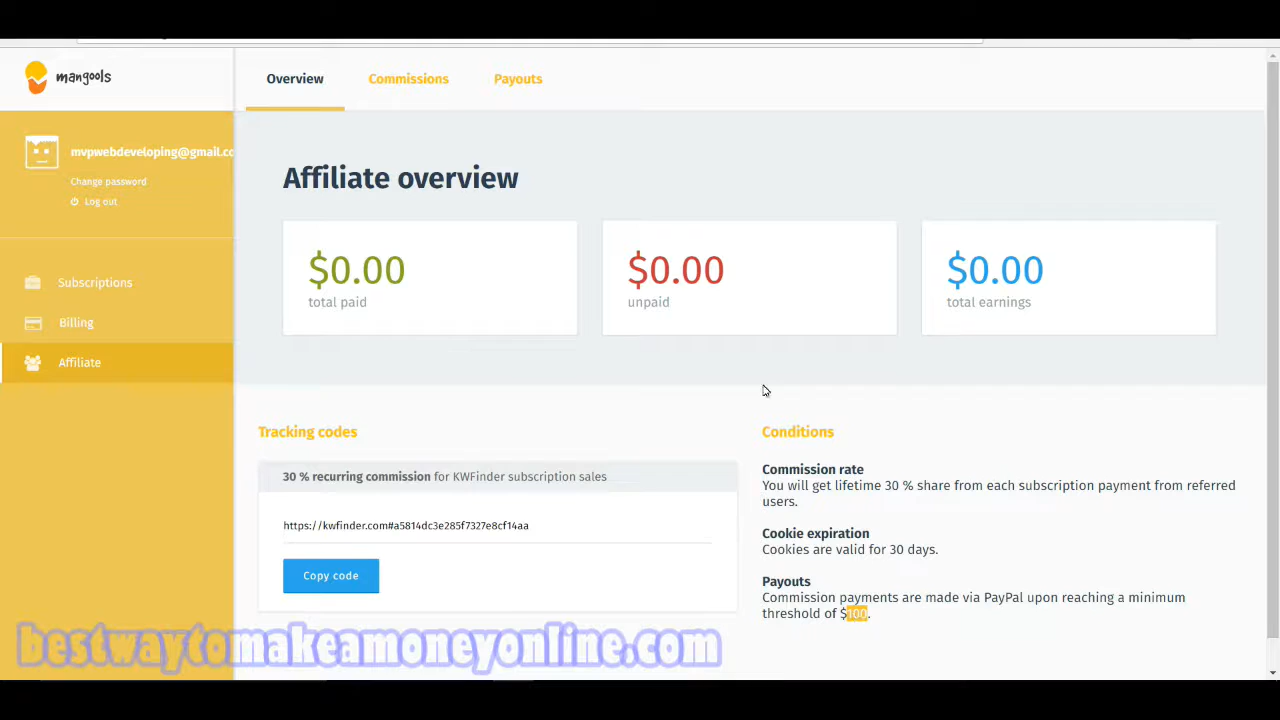 mangools
Overview
Commissions
Payouts
mvpwebdeveloping@gmail.co
Change password
Log out
Subscriptions
Billing
Affiliate
Affiliate overview
$0.00
total paid
$0.00
unpaid
$0.00
total earnings
Tracking codes
30 % recurring commission for KWFinder subscription sales
https://kwfinder.com#a5814dc3e285f7327e8cf14aa
Copy code
Conditions
Commission rate
You will get lifetime 30 % share from each subscription payment from referred
users.
Cookie expiration
Cookies are valid for 30 days.
Payouts
Commission payments are made via PayPal upon reaching a minimum
threshold of $100.
bestwaytomakeamoneyonline.com